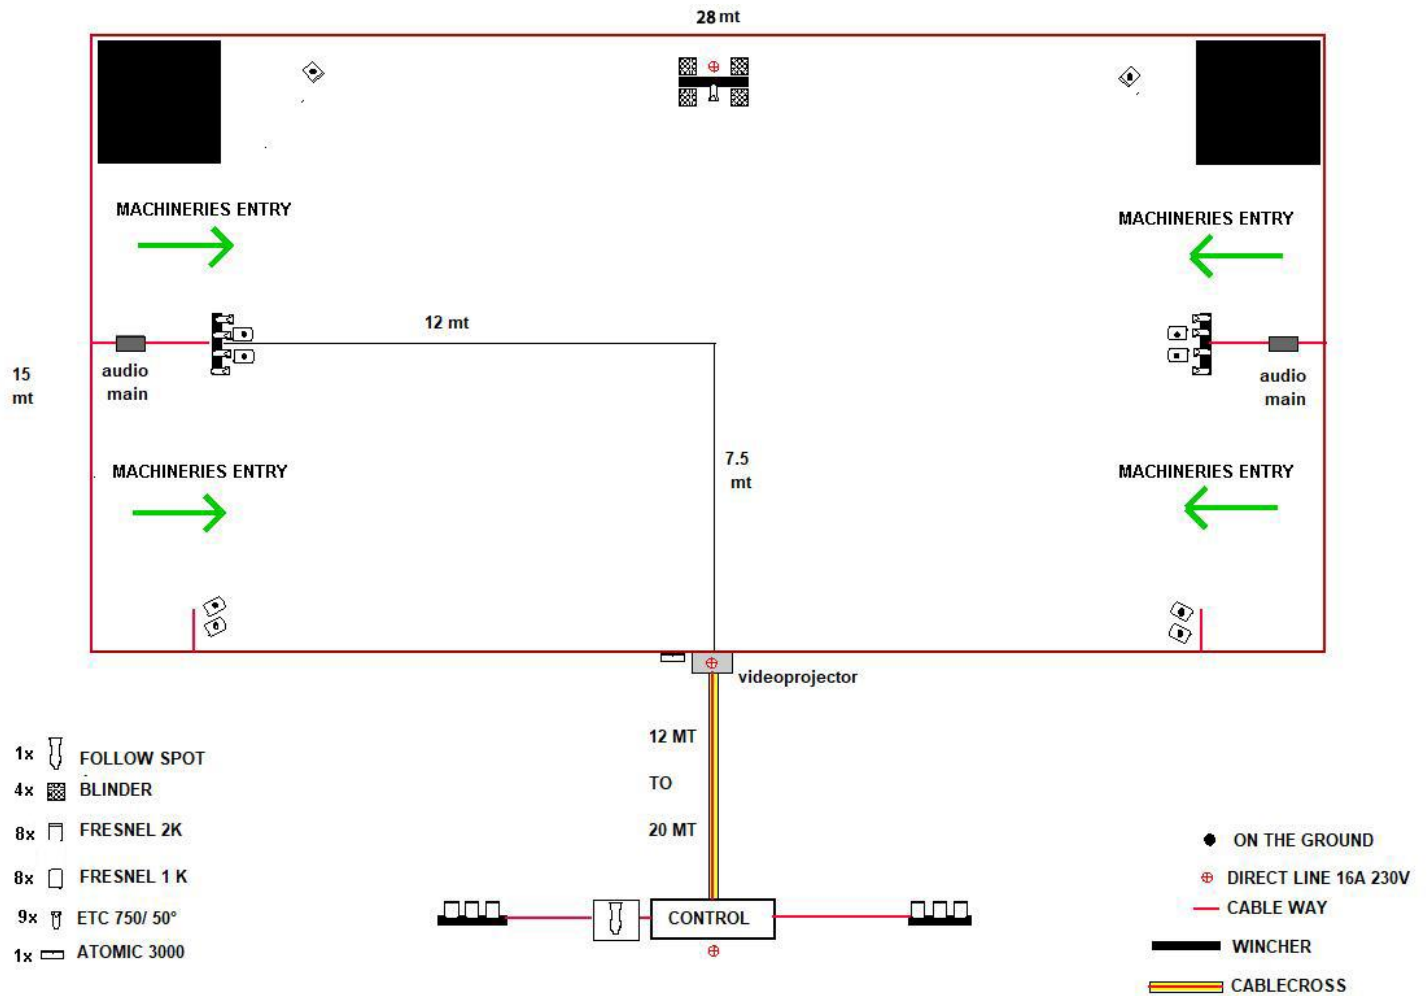 28 mt
MACHINERIES ENTRY
MACHINERIES ENTRY
12 mt
15
mt
audio
main
audio
main
7.5
mt
MACHINERIES ENTRY
MACHINERIES ENTRY
videoprojector
12 MT
TO
20 MT
1x FOLLOW SPOT
4x BLINDER
8x FRESNEL 2K
8x FRESNEL 1 K
9x ETC 750/ 50°
1x ATOMIC 3000
CONTROL
ON THE GROUND
DIRECT LINE 16A 230V
CABLE WAY
WINCHER
CABLECROSS